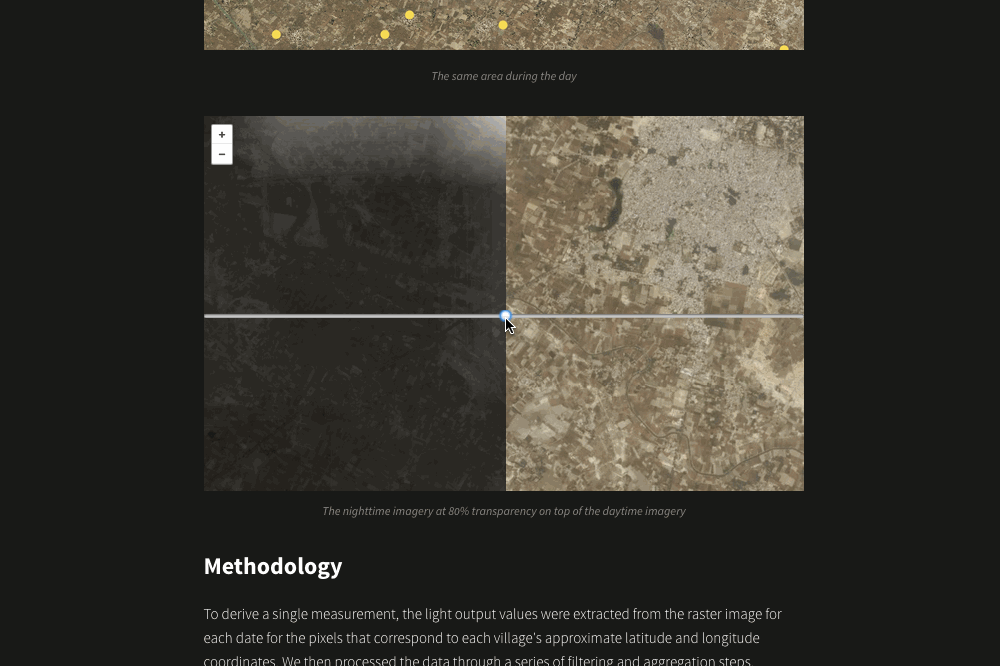 The same area during the day
+
−
The nighttime imagery at 80% transparency on top of the daytime imagery
Methodology
To derive a single measurement, the light output values were extracted from the raster image for
each date for the pixels that correspond to each village's approximate latitude and longitude
coordinates. We then processed the data through a series of filtering and aggregation steps.